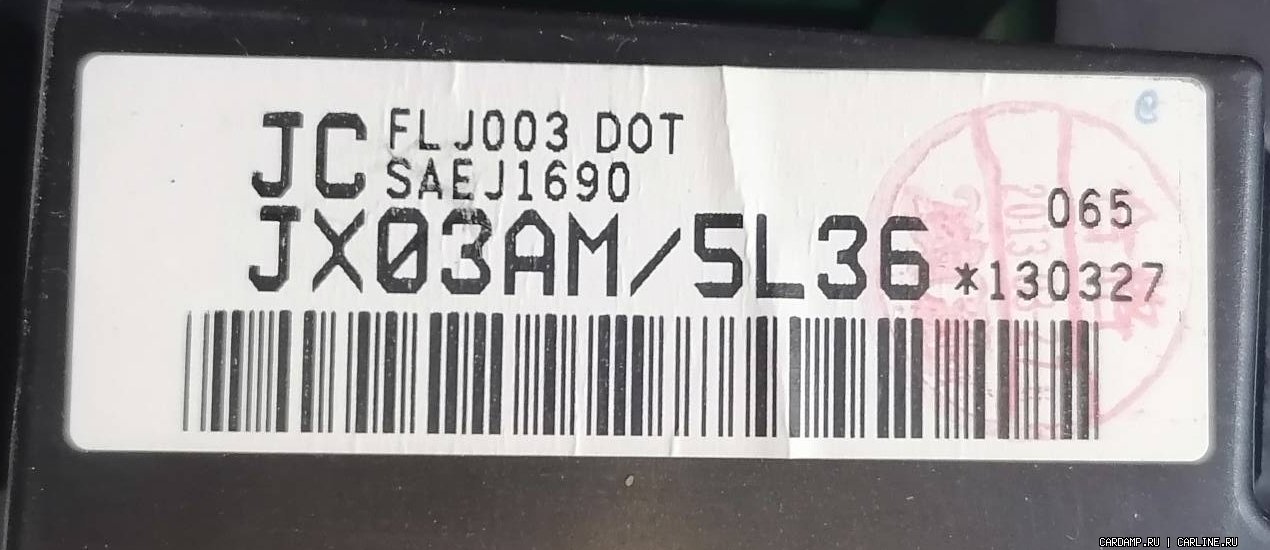 JC FLJ003 DOT
SAEJ1690
065
JX03AM/5L36 *130327
CARDAMP.RU | CARLINE.RU